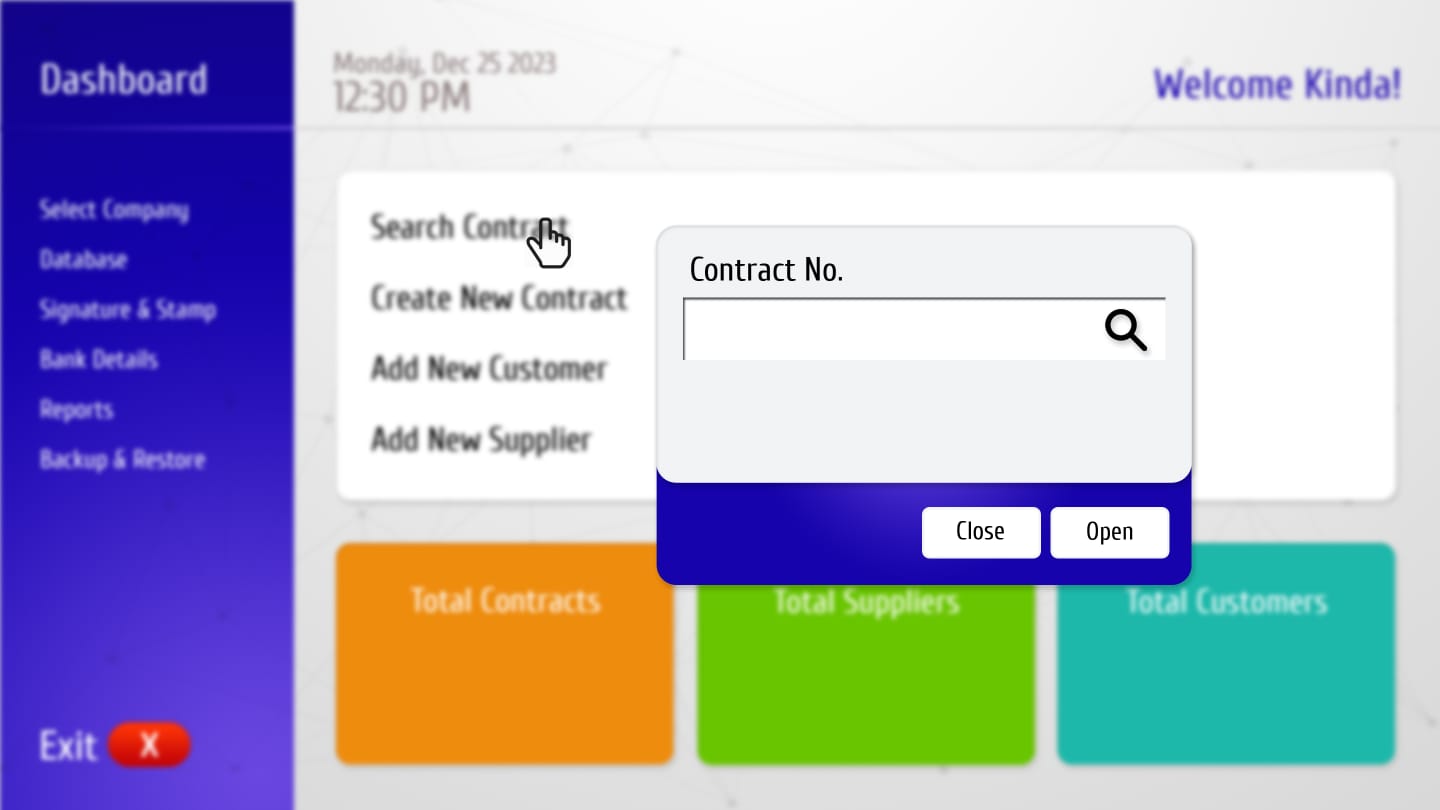 Dashboard
Monday, Dec 25 2023
12:30 PM
Welcome Kinda!
Select Company
Database
Signature & Stamp
Bank Details
Reports
Backup & Restore
Exit X
Search Contract
Create New Contract
Add New Customer
Add New Supplier
Contract No.
Close
Open
Total Contracts
Total Suppliers
Total Customers